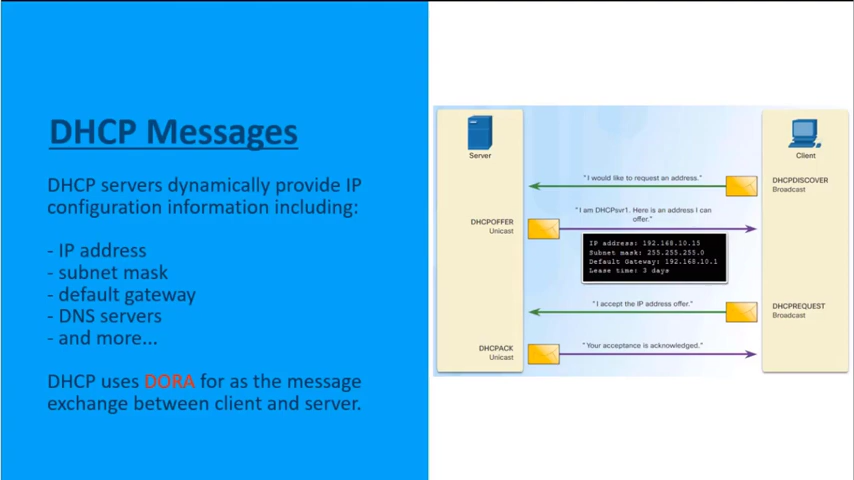 DHCP Messages
DHCP servers dynamically provide IP
configuration information including:
- IP address
- subnet mask
- default gateway
- DNS servers
- and more...
DHCP uses DORA for as the message
exchange between client and server.
Server
Client
"I would like to request an address."
DHCPDISCOVER
Broadcast
DHCPOFFER
Unicast
"I am DHCPsvr1. Here is an address I can
offer."
IP address: 192.168.10.15
Subnet mask: 255.255.255.0
Default Gateway: 192.168.10.1
Lease time: 3 days
"I accept the IP address offer."
DHCPREQUEST
Broadcast
DHCPACK
Unicast
"Your acceptance is acknowledged."